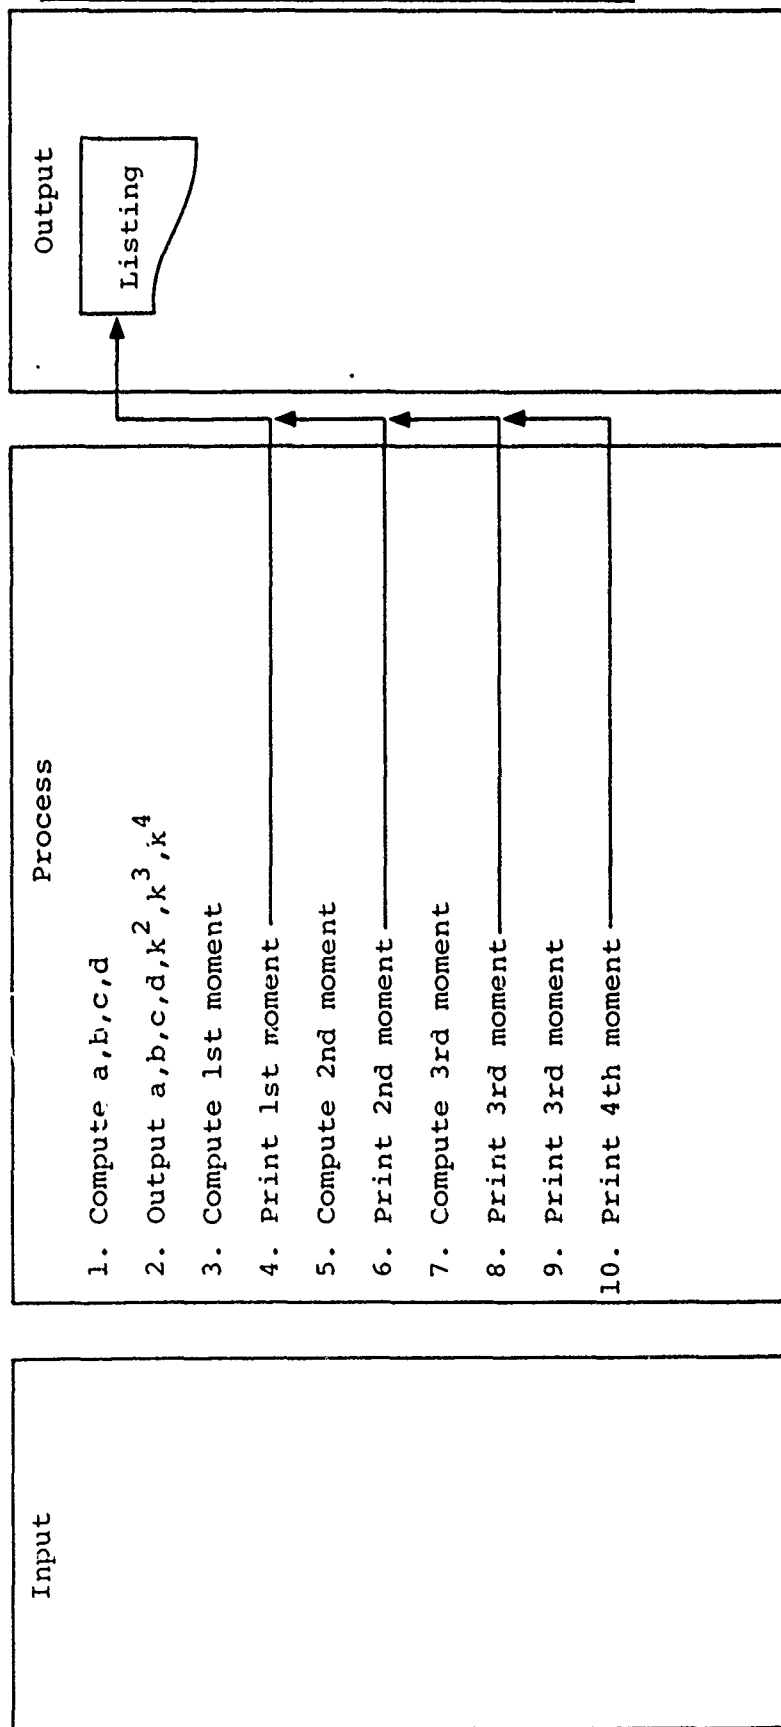 Input
Process
1. Compute a,b,c,d
2. Output a,b,c,d,k²,k³,k⁴
3. Compute 1st moment
4. Print 1st moment
5. Compute 2nd moment
6. Print 2nd moment
7. Compute 3rd moment
8. Print 3rd moment
9. Print 3rd moment
10. Print 4th moment
Output
Listing